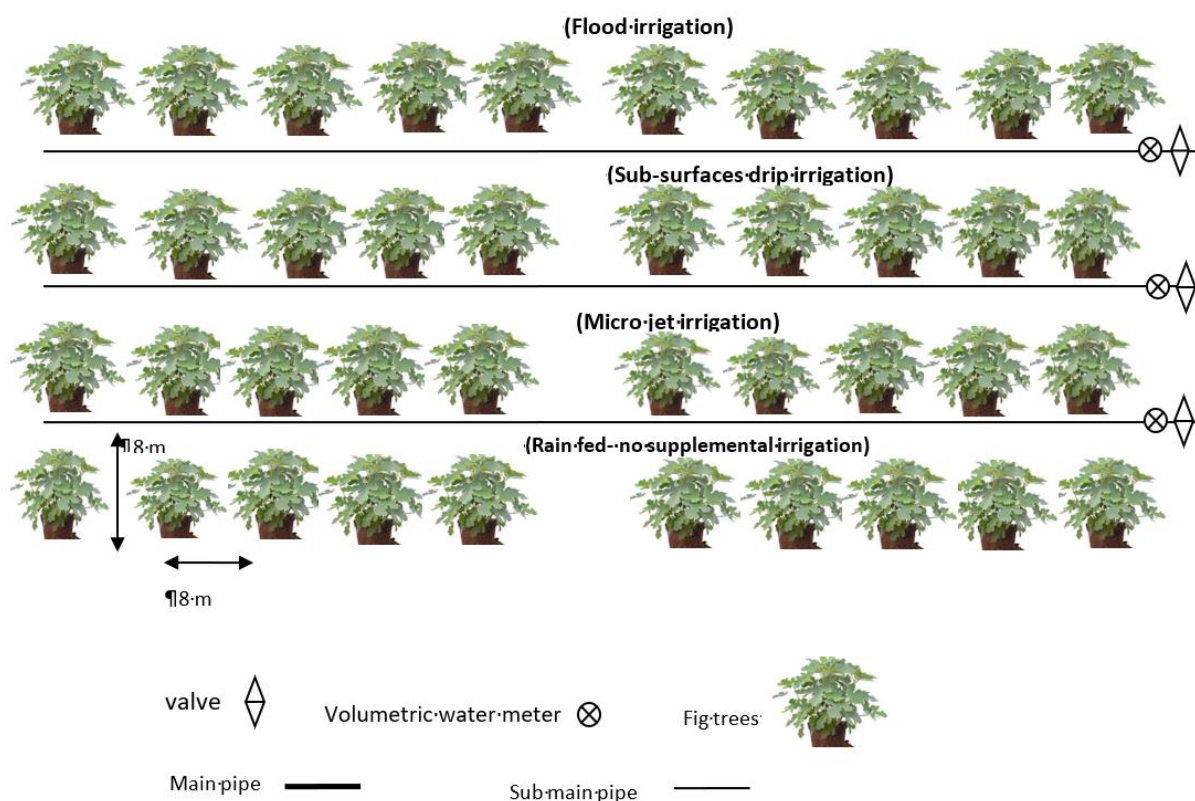 (Flood·irrigation)
(Sub-surfaces·drip·irrigation)
(Micro·jet·irrigation)
¶8·m
(Rain·fed-·no·supplemental·irrigation)
¶8·m
valve
Volumetric·water·meter
Fig·trees
Main·pipe
Sub·main·pipe